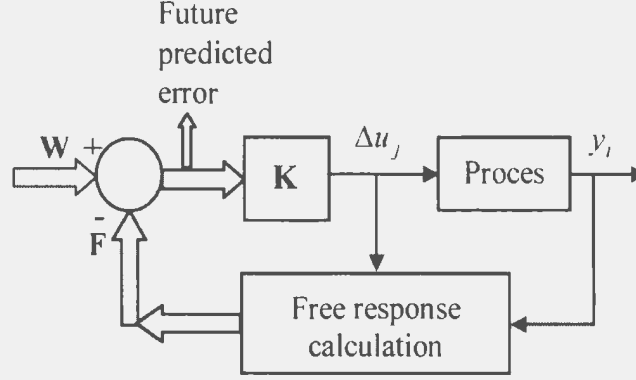 Future
predicted
error
W +
K
Δu_j
Proces
y_t
-
F
Free response
calculation